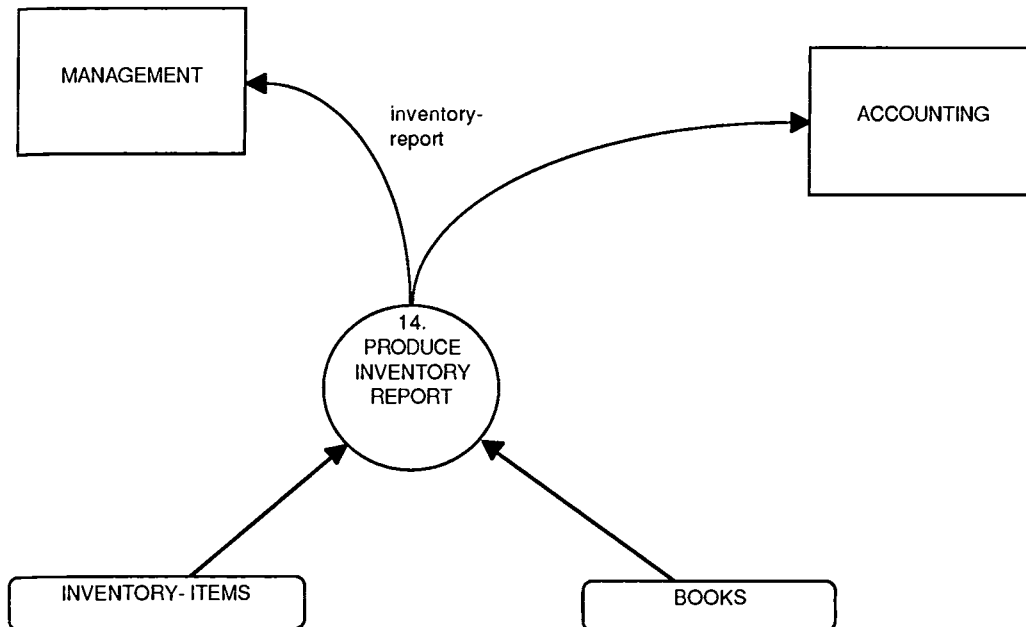 MANAGEMENT
inventory-
report
ACCOUNTING
14.
PRODUCE
INVENTORY
REPORT
INVENTORY- ITEMS
BOOKS